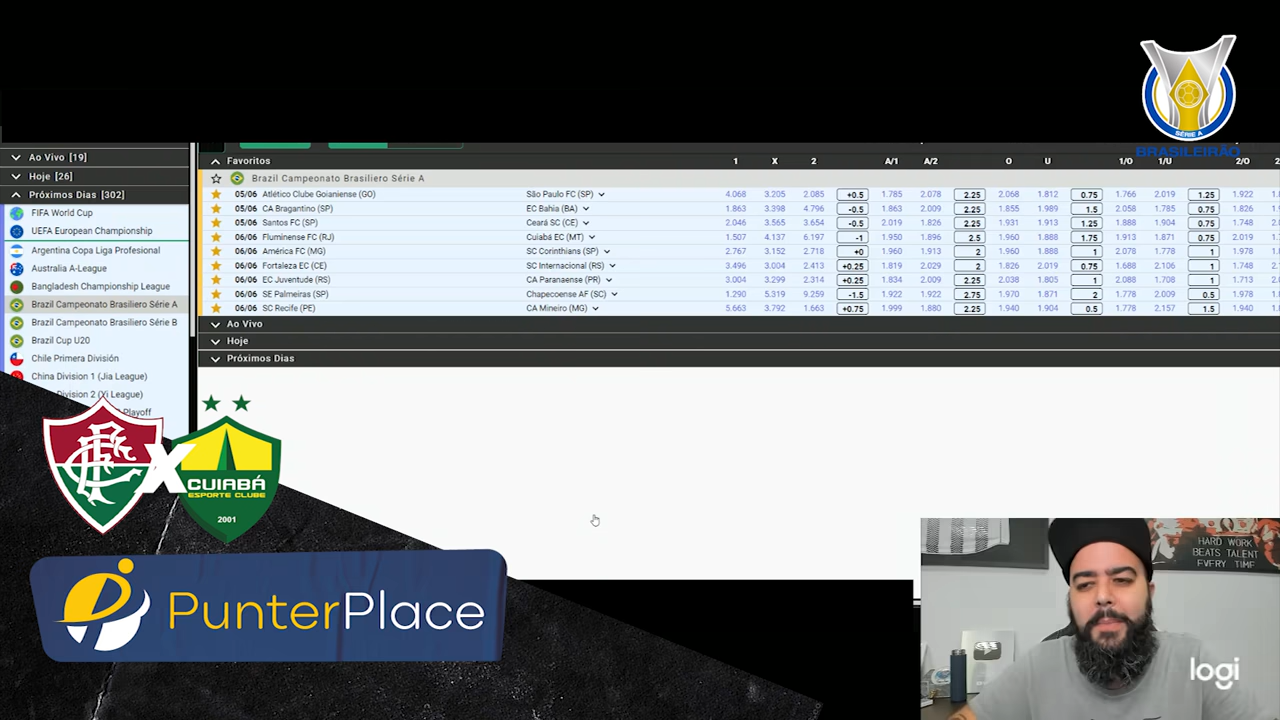 SÉRIE A
BRASILEIRÃO
Ao Vivo [19]
Hoje [26]
Próximos Dias [302]
FIFA World Cup
UEFA European Championship
Argentina Copa Liga Profesional
Australia A-League
Bangladesh Championship League
Brazil Campeonato Brasiliero Série A
Brazil Campeonato Brasiliero Série B
Brazil Cup U20
Chile Primera División
China Division 1 (Jia League)
Division 2 (Yi League)
Playoff
Favoritos 1 X 2 A/1 A/2 O U 1/O 1/U 2/O 2
Brazil Campeonato Brasiliero Série A
05/06 Atlético Clube Goianiense (GO) São Paulo FC (SP) 4.068 3.205 2.085 +0.5 1.785 2.078 2.25 2.068 1.812 0.75 1.766 2.019 1.25 1.922 1.8
05/06 CA Bragantino (SP) EC Bahia (BA) 1.863 3.398 4.796 -0.5 1.863 2.009 2.25 1.855 1.989 1.5 2.058 1.785 0.75 1.826 1.9
05/06 Santos FC (SP) Ceará SC (CE) 2.046 3.565 3.654 -0.5 2.019 1.826 2.25 1.931 1.913 1.25 1.888 1.904 0.75 1.748
06/06 Fluminense FC (RJ) Cuiabá EC (MT) 1.507 4.137 6.197 -1 1.950 1.896 2.5 1.960 1.888 1.75 1.913 1.871 0.75 2.019
06/06 América FC (MG) SC Corinthians (SP) 2.767 3.152 2.718 +0 1.960 1.913 2 1.960 1.888 1 2.078 1.778 1 1.978
06/06 Fortaleza EC (CE) SC Internacional (RS) 3.496 3.004 2.413 +0.25 1.819 2.029 2 1.826 2.019 0.75 1.688 2.106 1 1.748
06/06 EC Juventude (RS) CA Paranaense (PR) 3.299 3.004 2.314 +0.25 1.834 2.009 2 2.038 1.805 1 2.078 2.009 1 1.713
06/06 SE Palmeiras (SP) Chapecoense AF (SC) 1.290 5.319 9.259 -1.5 1.922 1.922 2.75 1.970 1.871 2 1.778 2.009 0.5 1.978
06/06 SC Recife (PE) CA Mineiro (MG) 5.663 3.792 1.663 +0.75 1.999 1.880 2.25 1.940 1.904 0.5 1.778 2.157 1.5 1.940
Ao Vivo
Hoje
Próximos Dias
X
CUIABÁ
ESPORTE CLUBE
2001
PunterPlace
HARD WORK
BEATS TALENT
EVERY TIME
logi